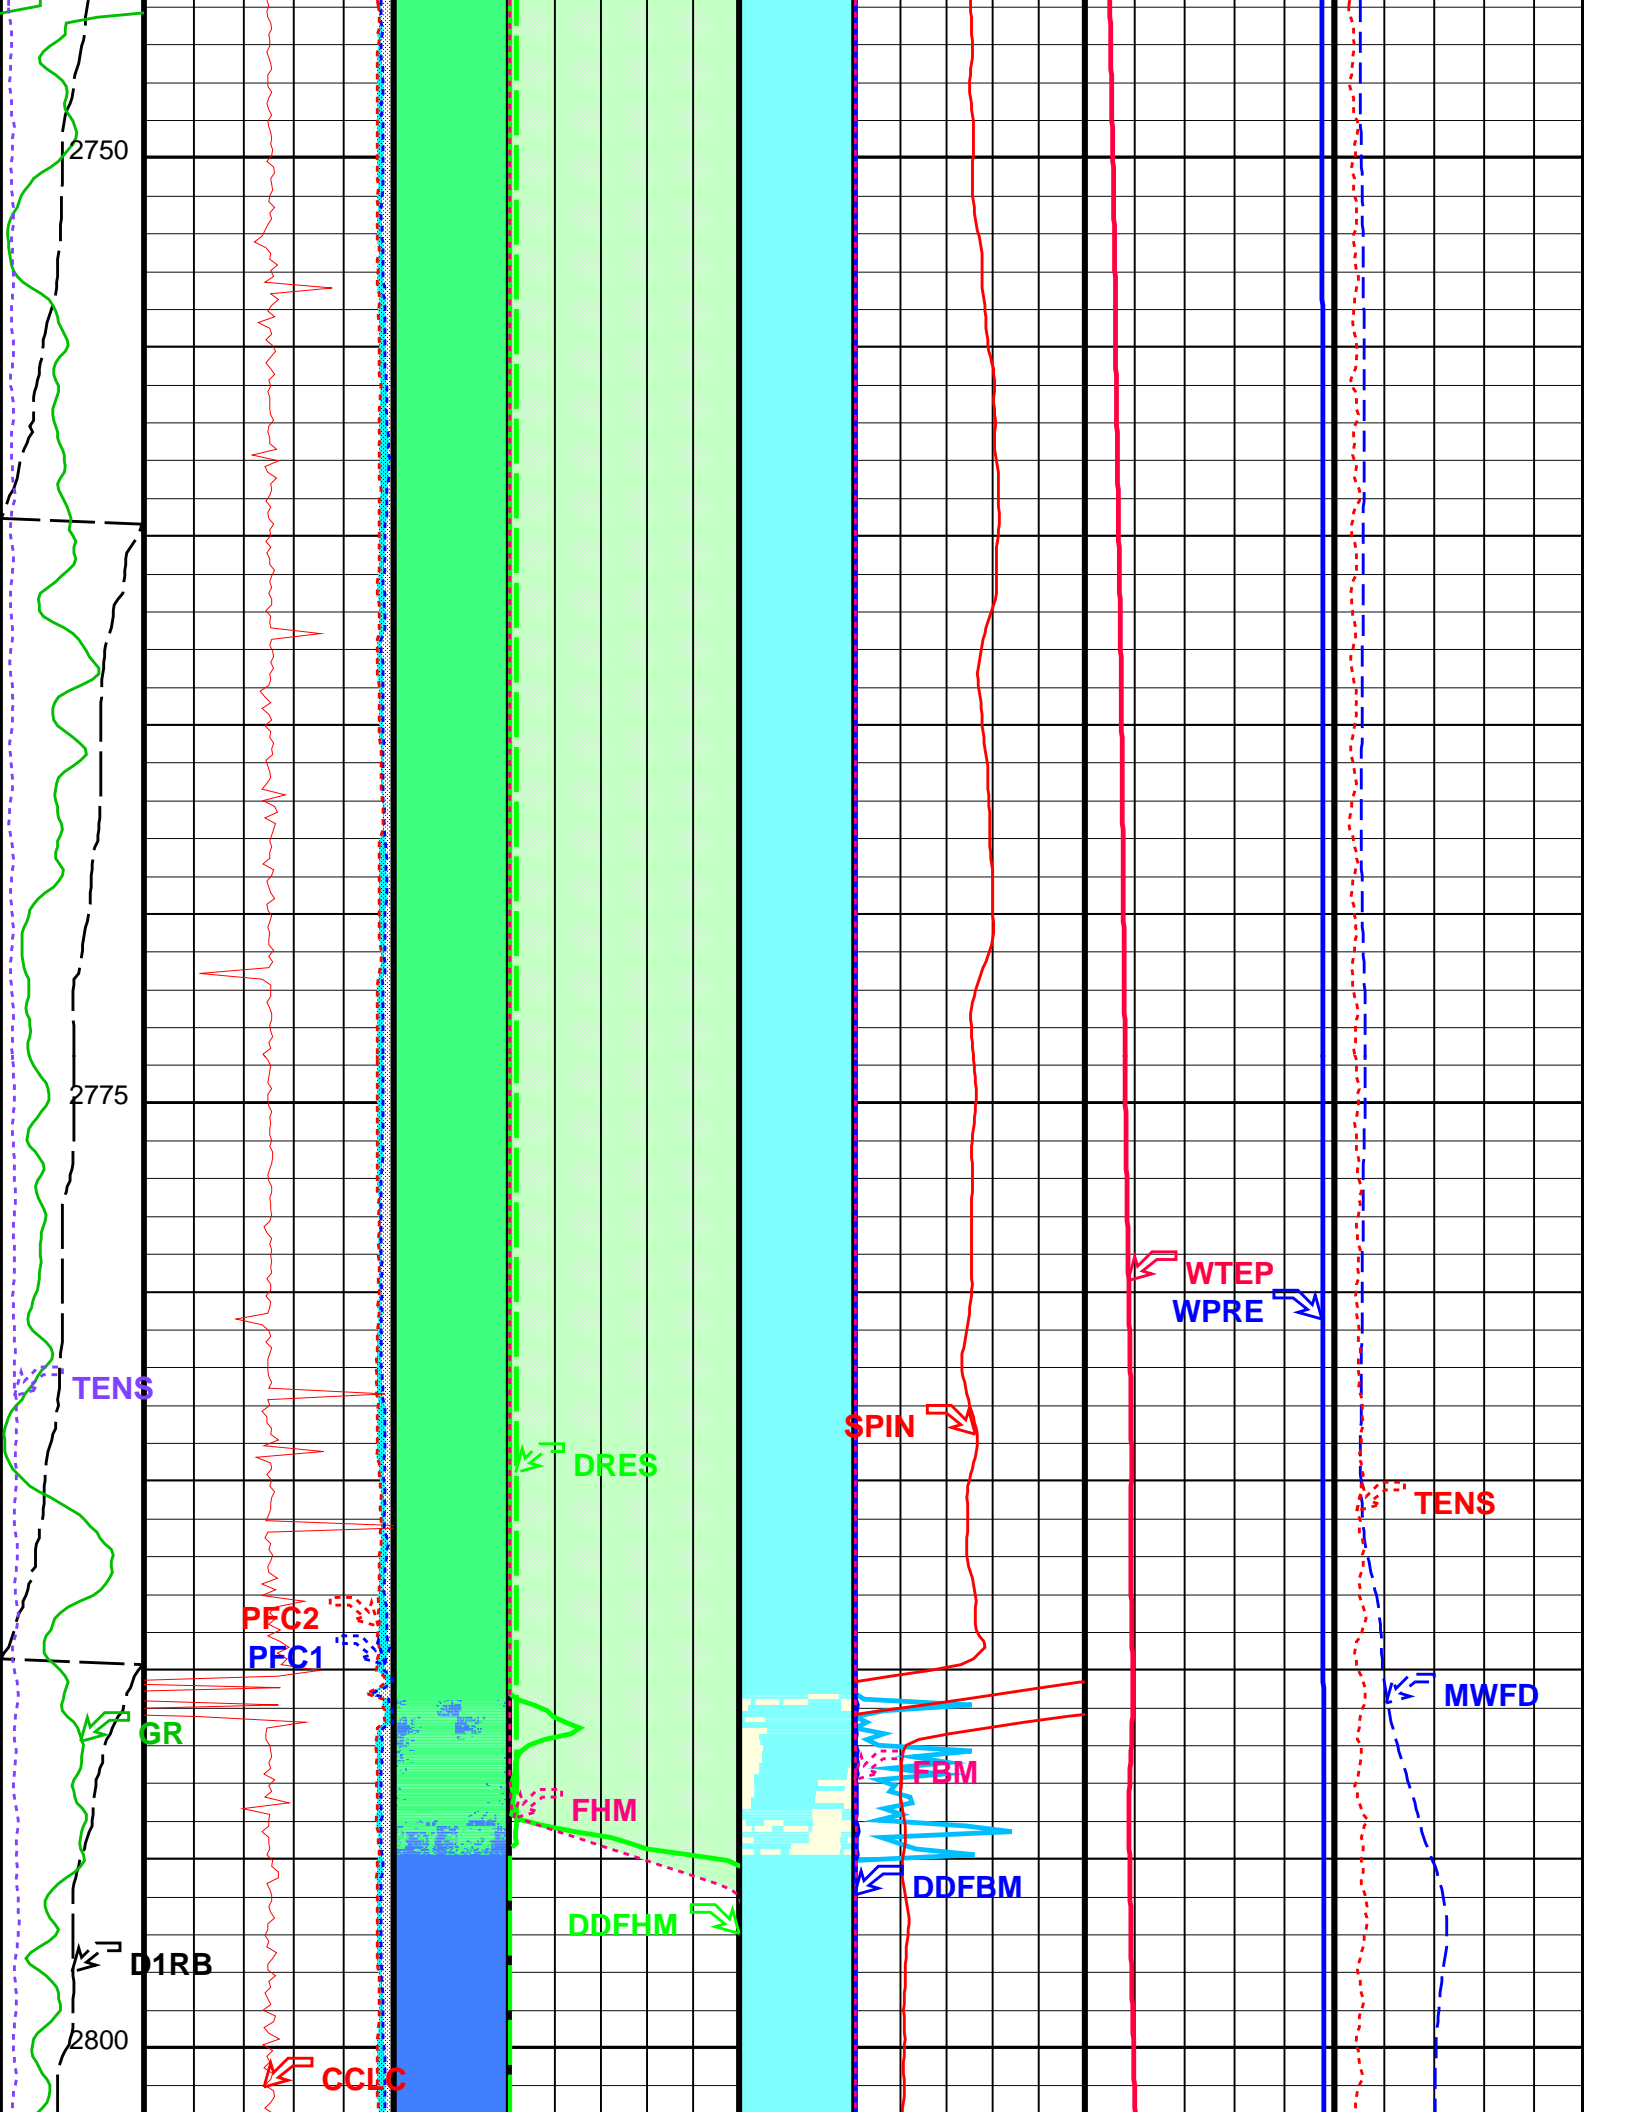 2750
2775
WTEP
WPRE
TENS
SPIN
DRES
TENS
PFC2
PFC1
MWFD
GR
FBM
FHM
DDFBM
DDFHM
D1RB
2800
CCLC